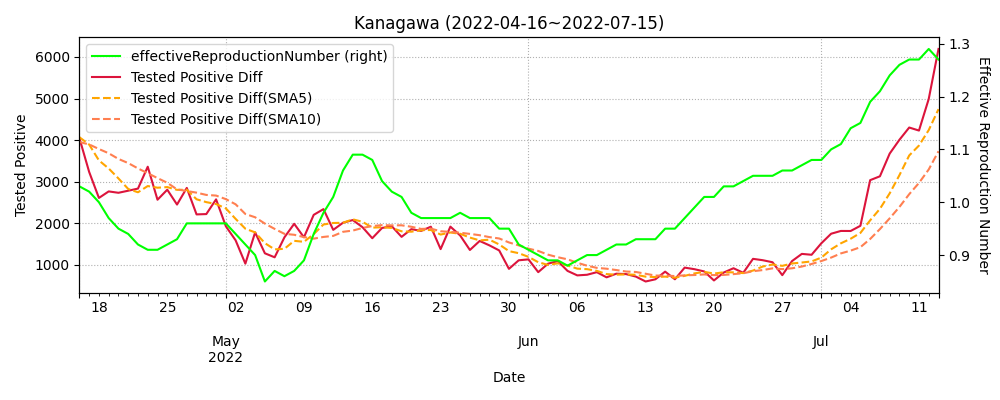 Kanagawa (2022-04-16~2022-07-15)
effectiveReproductionNumber (right)
Tested Positive Diff
Tested Positive Diff(SMA5)
Tested Positive Diff(SMA10)
Tested Positive
6000
5000
4000
3000
2000
1000
Effective Reproduction Number
1.3
1.2
1.1
1.0
0.9
18 25 02 09 16 23 30 06 13 20 27 04 11
May Jun Jul
2022
Date